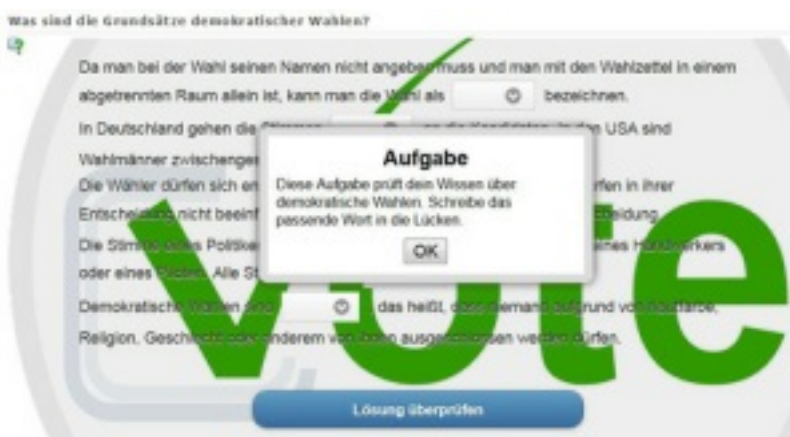 Was sind die Grundsätze demokratischer Wahlen?
Da man bei der Wahl seinen Namen nicht angeben muss und man mit den Wahlzettel in einem
abgetrennten Raum allein ist, kann man die Wahl als bezeichnen.
In Deutschland gehen die Stimmen an die Kandidaten. In den USA sind
Wahlmänner
Die Wähler dürfen sich in ihrer
Entscheidung nicht
Die Stimme eines Politikers eines Handwerkers
oder eines Piloten. Alle
Demokratische Wahlen sind , das heißt, dass niemand aufgrund von Hautfarbe,
Religion, Geschlecht oder anderem von ihnen ausgeschlossen werden dürfen.
Aufgabe
Diese Aufgabe prüft dein Wissen über
demokratische Wahlen. Schreibe das
passende Wort in die Lücken.
OK
vote
Lösung überprüfen